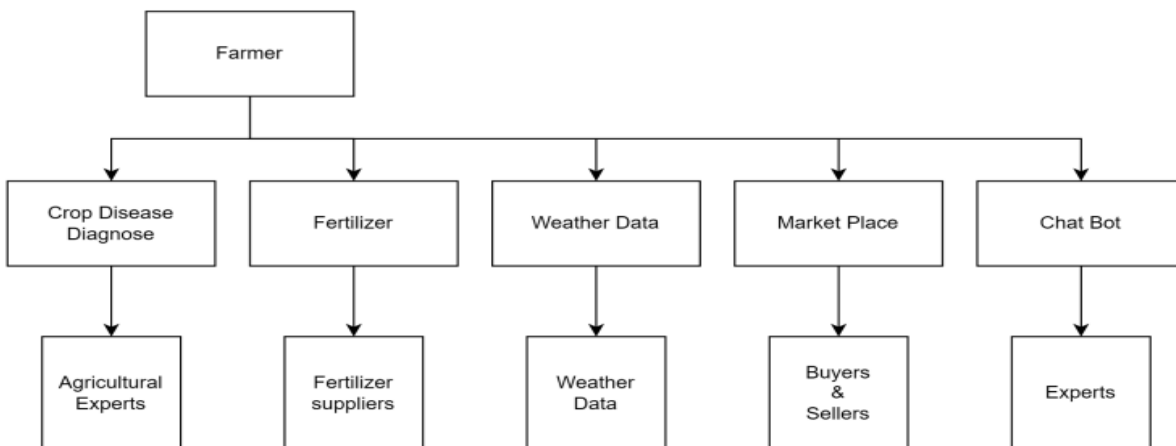 Farmer
Crop Disease
Diagnose
Fertilizer
Weather Data
Market Place
Chat Bot
Agricultural
Experts
Fertilizer
suppliers
Weather
Data
Buyers
&
Sellers
Experts